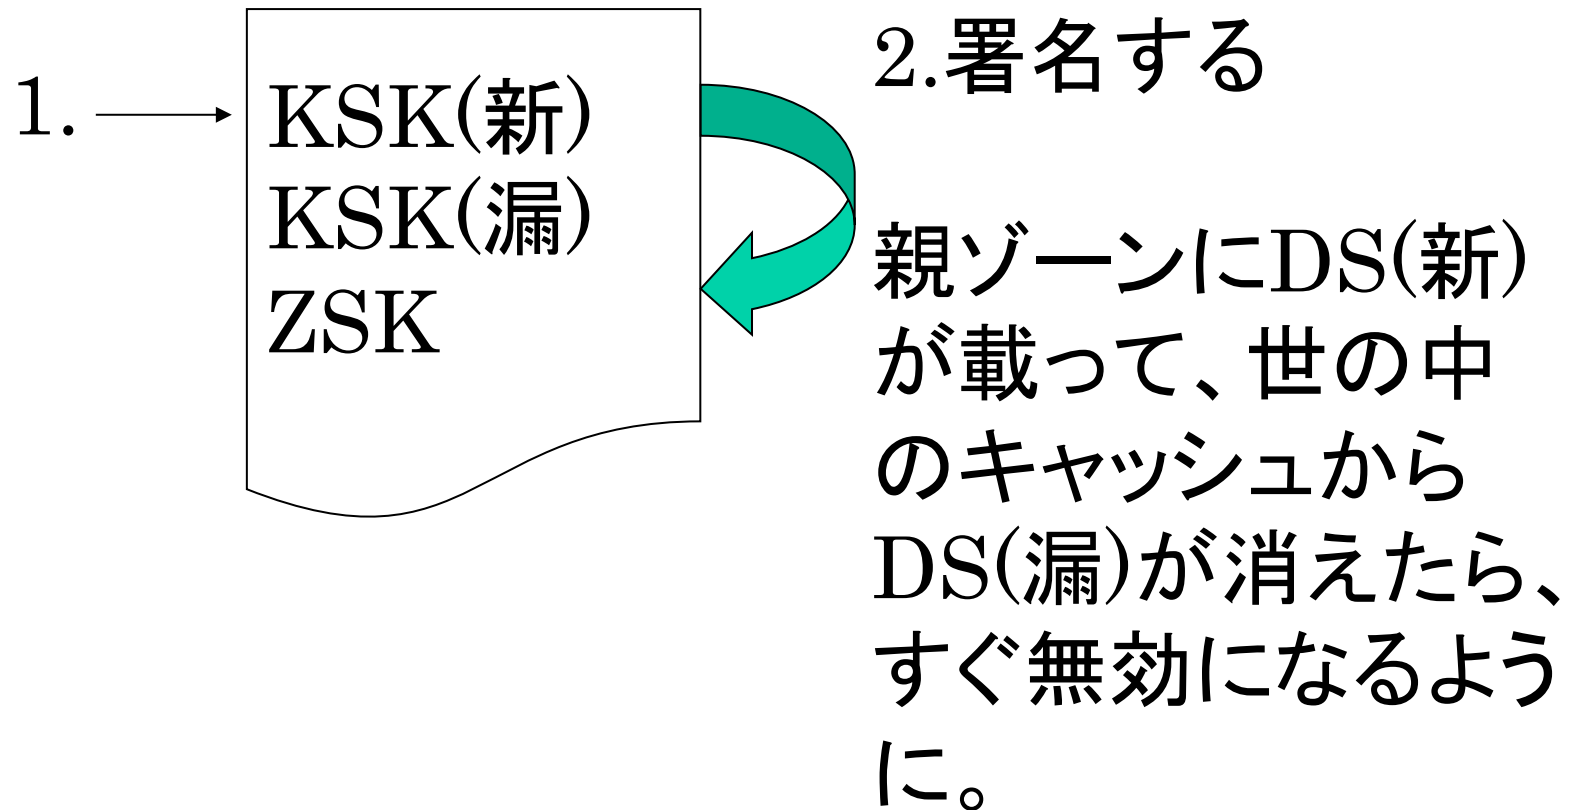 1.
KSK(新)
KSK(漏)
ZSK
2.署名する
親ゾーンにDS(新)
が載って、世の中
のキャッシュから
DS(漏)が消えたら、
すぐ無効になるよう
に。